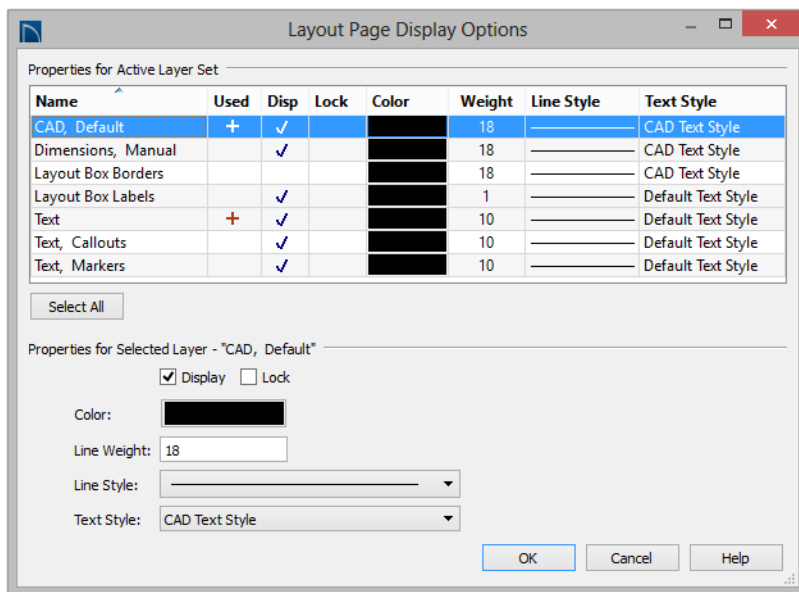 Layout Page Display Options
Properties for Active Layer Set
Name Used Disp Lock Color Weight Line Style Text Style
CAD, Default + ✓ 18 CAD Text Style
Dimensions, Manual ✓ 18 CAD Text Style
Layout Box Borders 18 CAD Text Style
Layout Box Labels ✓ 1 Default Text Style
Text + ✓ 10 Default Text Style
Text, Callouts ✓ 10 Default Text Style
Text, Markers ✓ 10 Default Text Style
Select All
Properties for Selected Layer - "CAD, Default"
Display Lock
Color:
Line Weight: 18
Line Style:
Text Style: CAD Text Style
OK Cancel Help